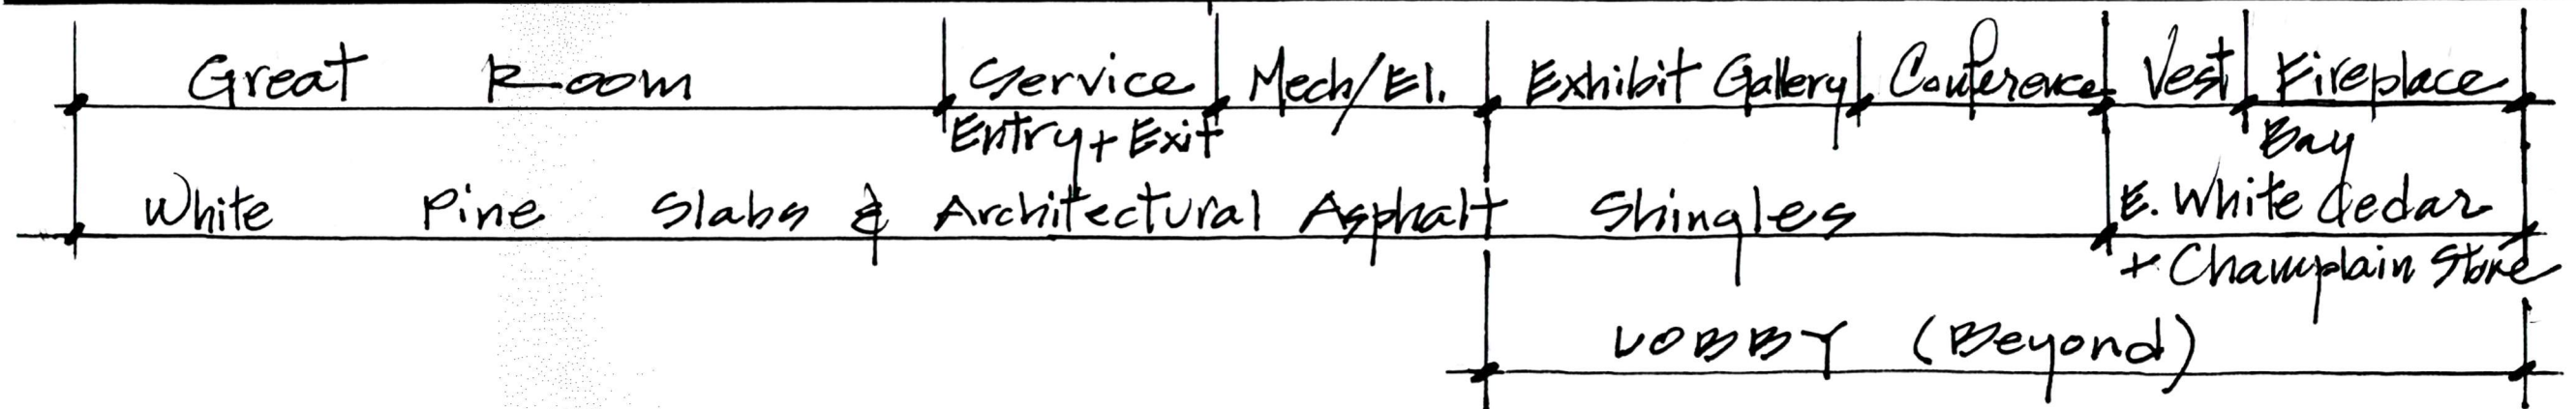 Great Room Service Mech/El. Exhibit Gallery Conference Vest Fireplace
Entry + Exit Bay
White Pine Slabs & Architectural Asphalt Shingles E. White Cedar
+ Champlain Stone
LOBBY (Beyond)